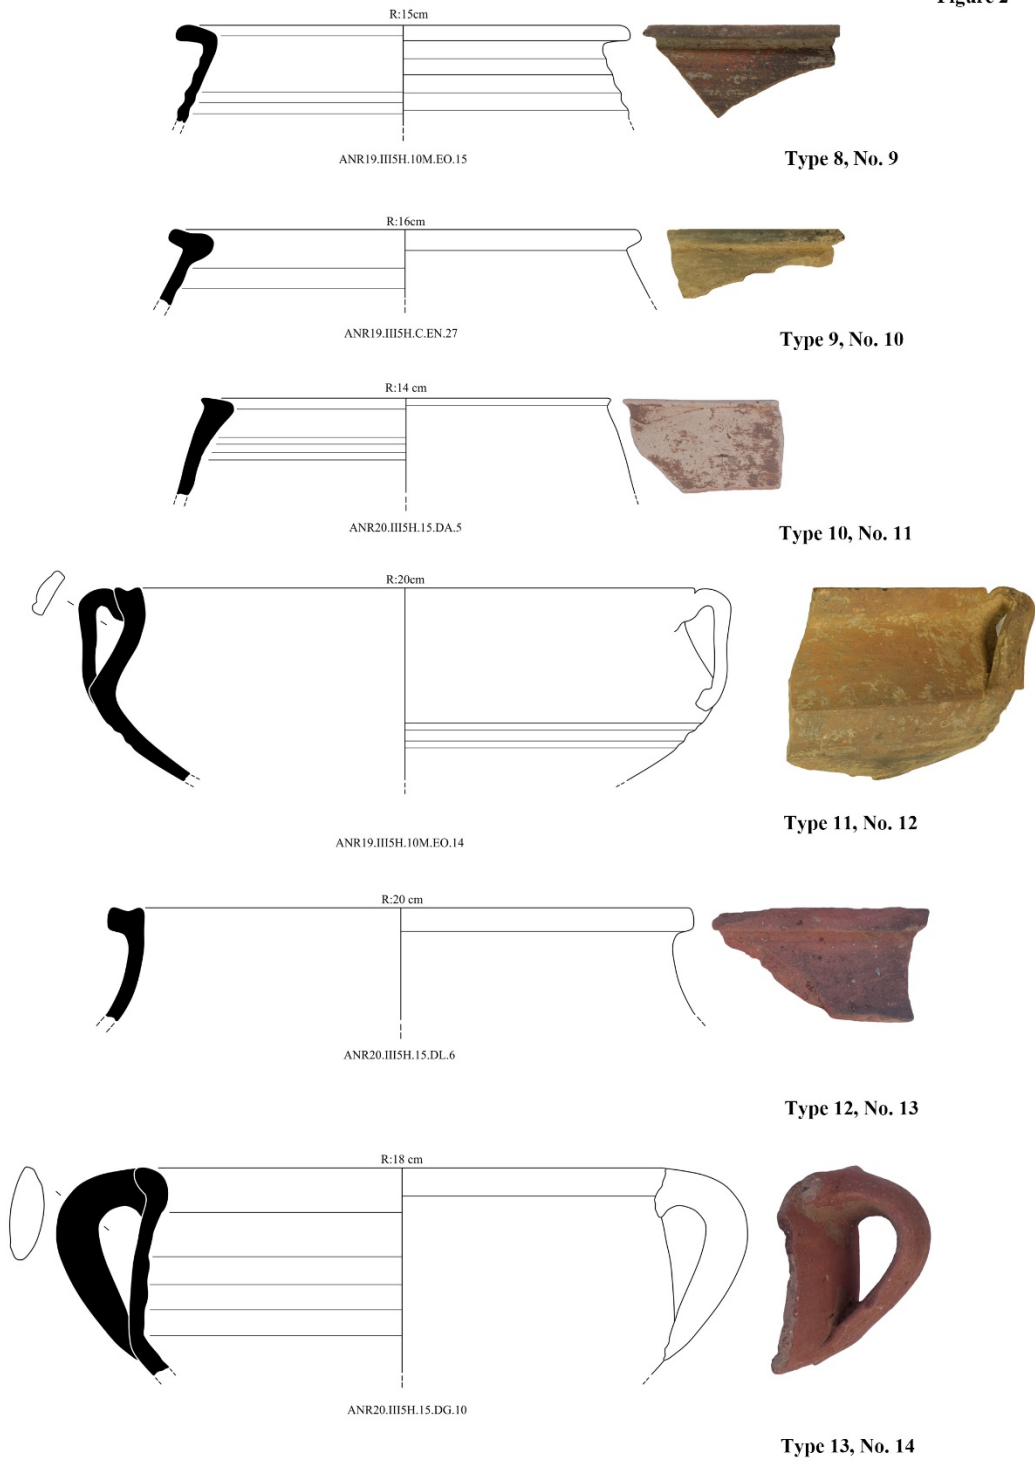 Figure 2
R:15cm
ANR19.III5H.10M.EO.15
Type 8, No. 9
R:16cm
ANR19.III5H.C.EN.27
Type 9, No. 10
R:14 cm
ANR20.III5H.15.DA.5
Type 10, No. 11
R:20cm
ANR19.III5H.10M.EO.14
Type 11, No. 12
R:20 cm
ANR20.III5H.15.DL.6
Type 12, No. 13
R:18 cm
ANR20.III5H.15.DG.10
Type 13, No. 14